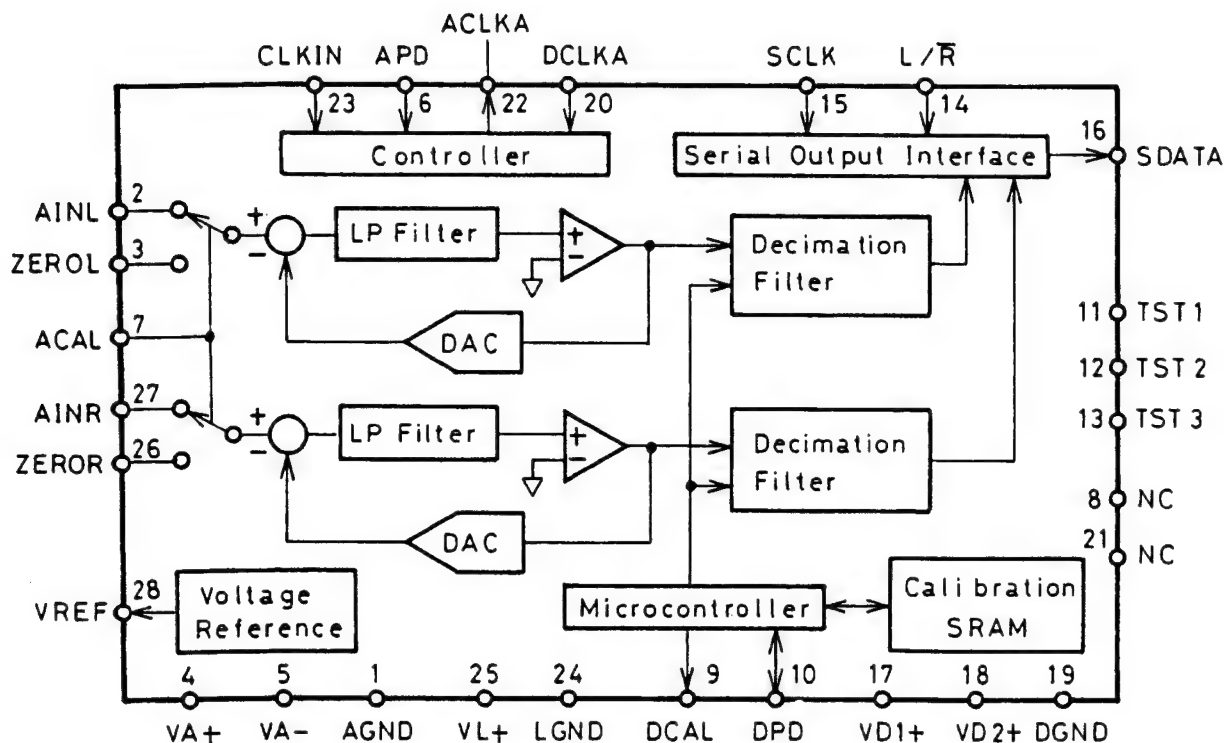 ACLKA
CLKIN APD DCLKA SCLK L/R̅
23 6 22 20 15 14
Controller
Serial Output Interface
16 SDATA
AINL 2
ZEROL 3
ACAL 7
AINR 27
ZEROR 26
+
−
LP Filter
+
−
DAC
Decimation
Filter
+
−
LP Filter
+
−
DAC
Decimation
Filter
11 TST1
12 TST2
13 TST3
8 NC
21 NC
VREF 28
Voltage
Reference
Microcontroller
Calibration
SRAM
4 5 1 25 24 9 10 17 18 19
VA+ VA- AGND VL+ LGND DCAL DPD VD1+ VD2+ DGND